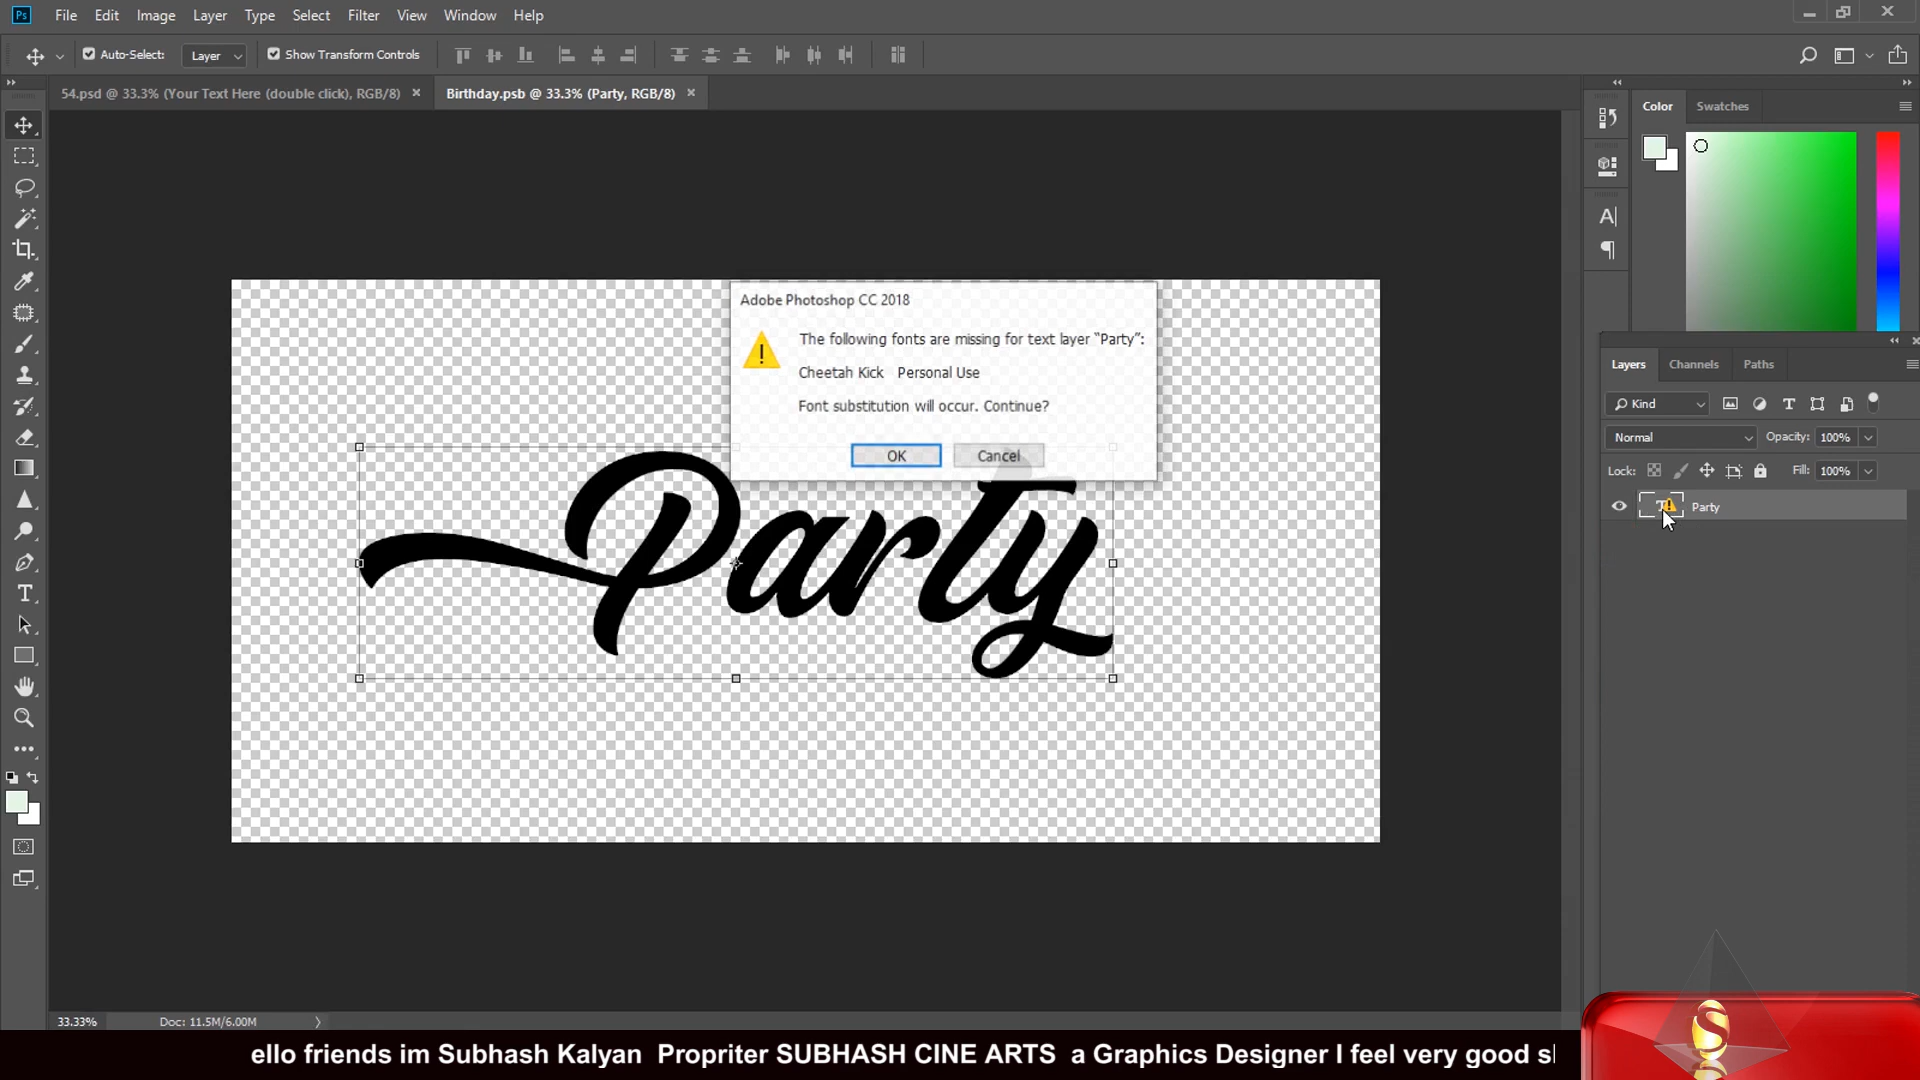 Ps File Edit Image Layer Type Select Filter View Window Help
Auto-Select: Layer Show Transform Controls
54.psd @ 33.3% (Your Text Here (double click), RGB/8) × Birthday.psb @ 33.3% (Party, RGB/8) ×
Color Swatches
Adobe Photoshop CC 2018
The following fonts are missing for text layer “Party”:
Cheetah Kick Personal Use
Font substitution will occur. Continue?
OK Cancel
Party
Layers Channels Paths
Kind
Normal Opacity: 100%
Lock: Fill: 100%
Party
33.33% Doc: 11.5M/6.00M
ello friends im Subhash Kalyan Propriter SUBHASH CINE ARTS a Graphics Designer I feel very good sl
S